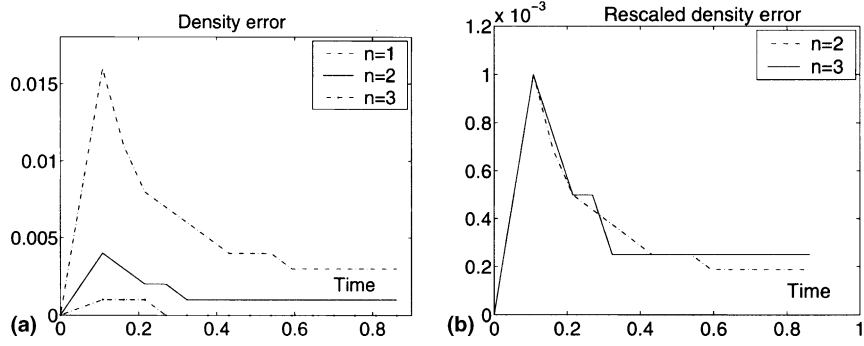 Density error
n=1
n=2
n=3
0.015
0.01
0.005
0
Time
(a)
0 0.2 0.4 0.6 0.8
x 10⁻³ Rescaled density error
1.2
n=2
n=3
1
0.8
0.6
0.4
0.2
0
Time
(b)
0 0.2 0.4 0.6 0.8 1